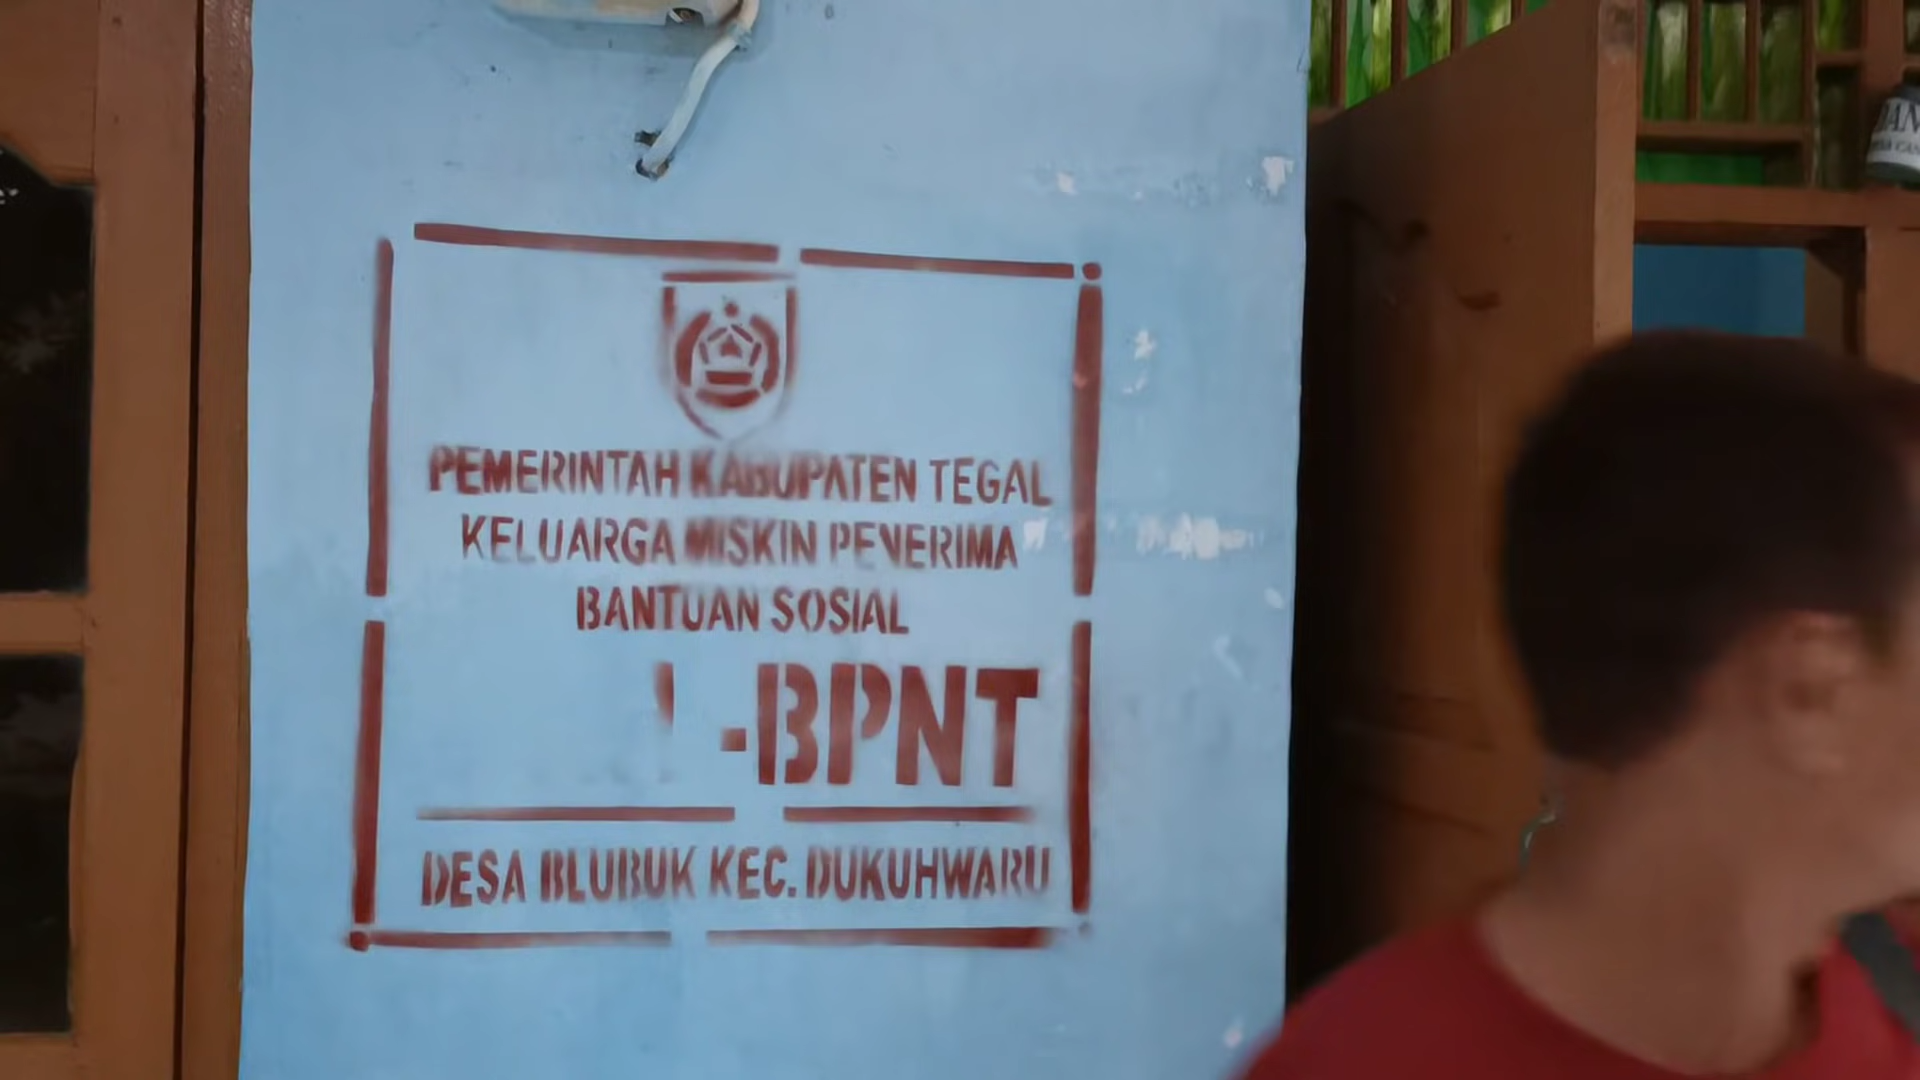 PEMERINTAH KABUPATEN TEGAL
KELUARGA MISKIN PENERIMA
BANTUAN SOSIAL
-BPNT
DESA BLUBUK KEC. DUKUHWARU